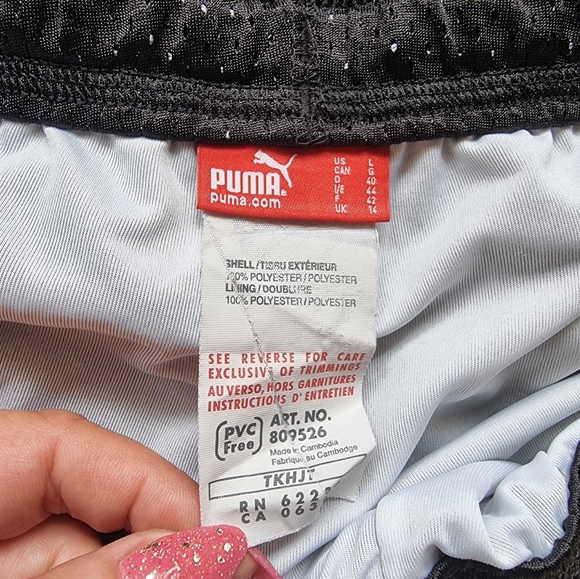 PUMA®
puma.com
US L
CAN G
D 40
I/E 44
F 42
UK 14
SHELL/TISSU EXTÉRIEUR
100% POLYESTER/POLYESTER
LINING/DOUBLURE
100% POLYESTER/POLYESTER
SEE REVERSE FOR CARE
EXCLUSIVE OF TRIMMINGS
AU VERSO, HORS GARNITURES
INSTRUCTIONS D'ENTRETIEN
PVC Free
ART. NO.
809526
Made in Cambodia
Fabriqué au Cambodge
TKHJT
RN
CA